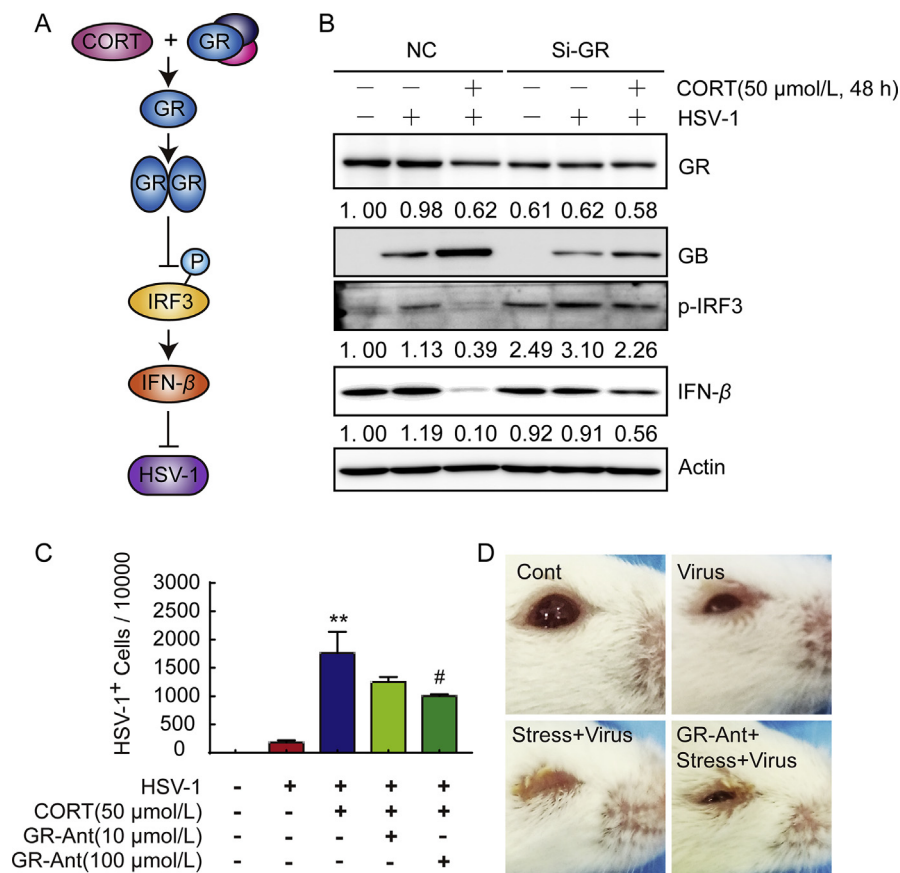 A
CORT + GR
GR
GR GR
P
IRF3
IFN-β
HSV-1
B
NC Si-GR
− − + − − + CORT(50 μmol/L, 48 h)
− + + − + + HSV-1
GR
1. 00 0.98 0.62 0.61 0.62 0.58
GB
p-IRF3
1. 00 1.13 0.39 2.49 3.10 2.26
IFN-β
1. 00 1.19 0.10 0.92 0.91 0.56
Actin
C
HSV-1+ Cells / 10000
3000
2500
2000
1500
1000
500
0
**
#
HSV-1 - + + + +
CORT(50 μmol/L) - - + + +
GR-Ant(10 μmol/L) - - - + -
GR-Ant(100 μmol/L) - - - - +
D
Cont
Virus
Stress+Virus
GR-Ant+
Stress+Virus